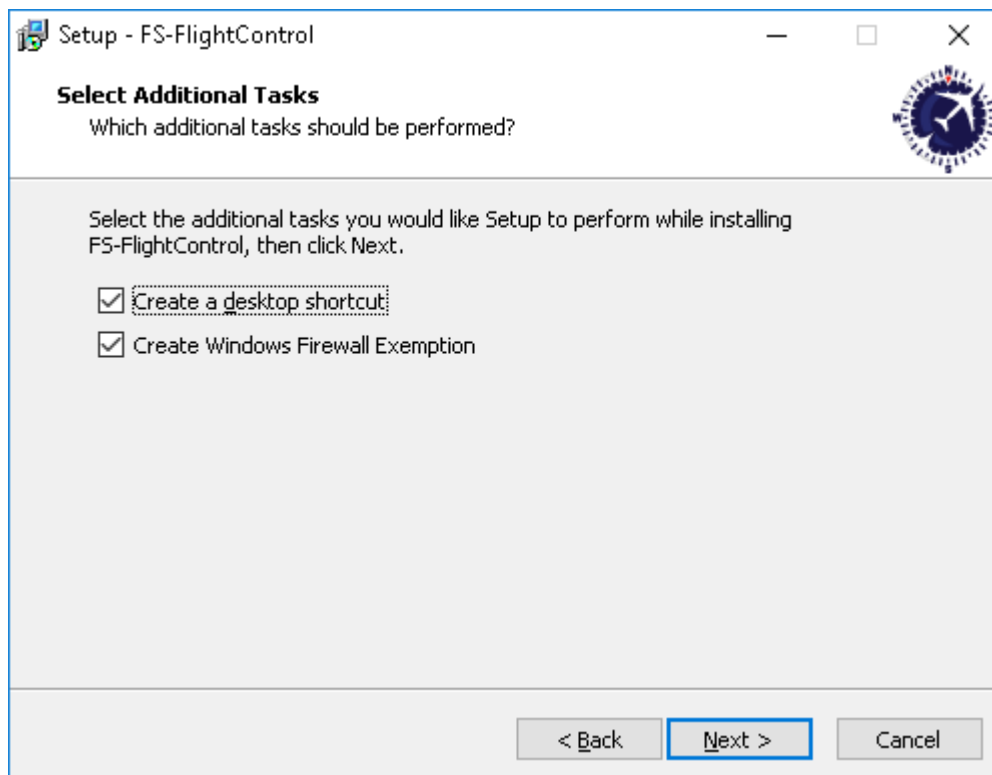 Setup - FS-FlightControl
Select Additional Tasks
Which additional tasks should be performed?
Select the additional tasks you would like Setup to perform while installing
FS-FlightControl, then click Next.
Create a desktop shortcut
Create Windows Firewall Exemption
< Back
Next >
Cancel